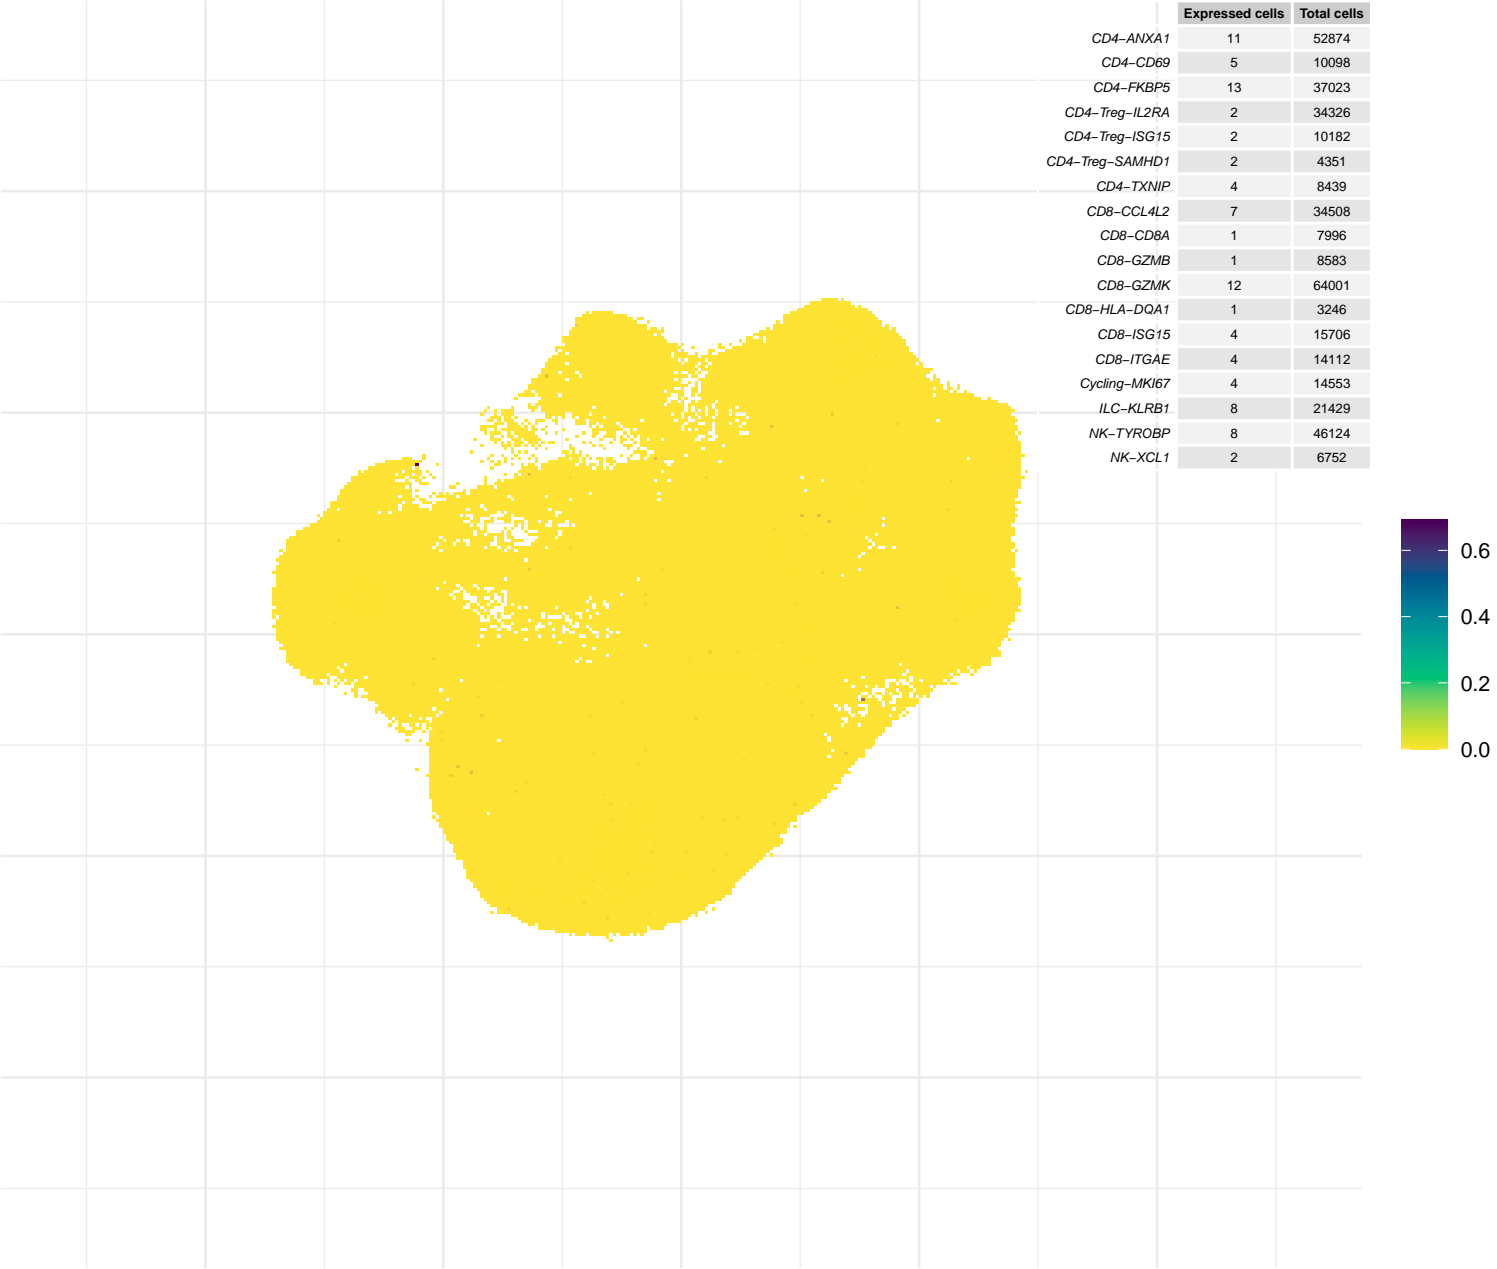 Expressed cells Total cells
CD4−ANXA1 11 52874
CD4−CD69 5 10098
CD4−FKBP5 13 37023
CD4−Treg−IL2RA 2 34326
CD4−Treg−ISG15 2 10182
CD4−Treg−SAMHD1 2 4351
CD4−TXNIP 4 8439
CD8−CCL4L2 7 34508
CD8−CD8A 1 7996
CD8−GZMB 1 8583
CD8−GZMK 12 64001
CD8−HLA−DQA1 1 3246
CD8−ISG15 4 15706
CD8−ITGAE 4 14112
Cycling−MKI67 4 14553
ILC−KLRB1 8 21429
NK−TYROBP 8 46124
NK−XCL1 2 6752
0.6
0.4
0.2
0.0